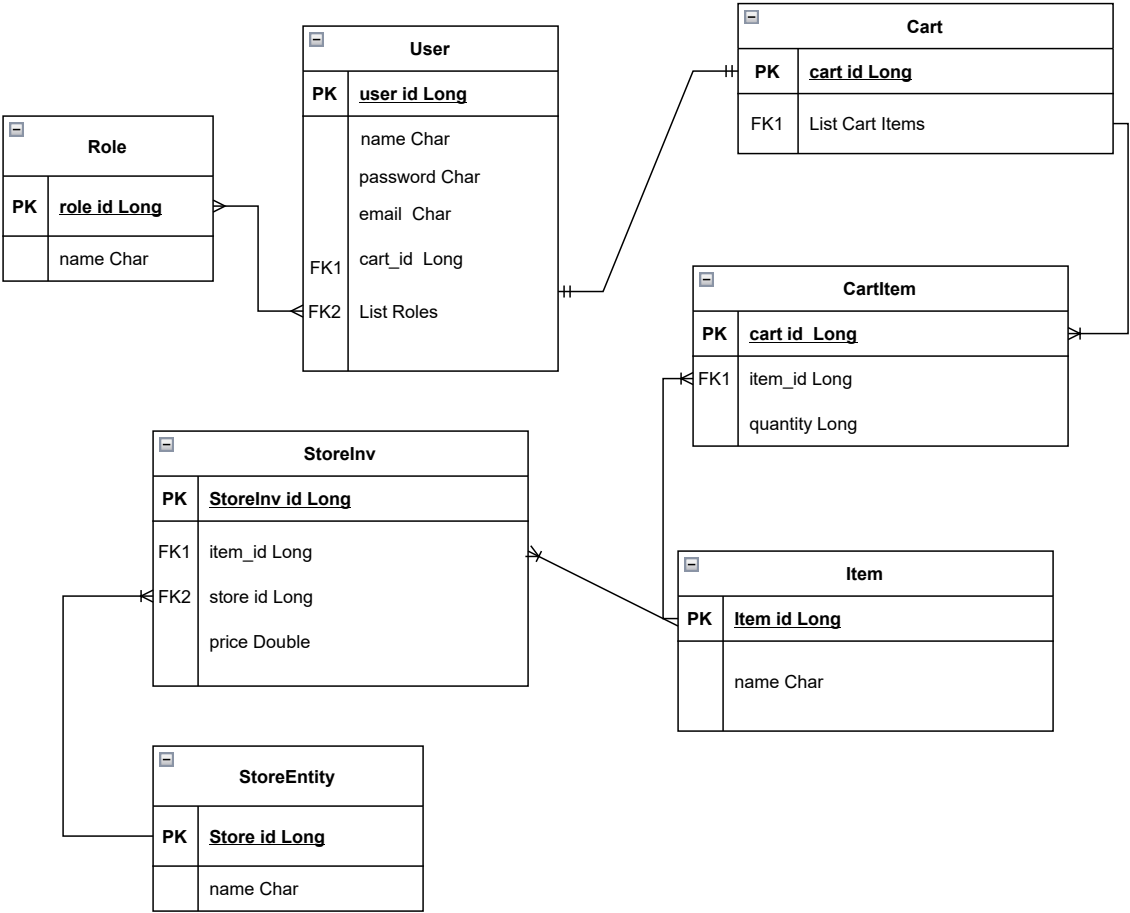 Cart
PK cart id Long
FK1 List Cart Items
User
PK user id Long
name Char
password Char
email  Char
FK1 cart_id  Long
FK2 List Roles
Role
PK role id Long
name Char
CartItem
PK cart id  Long
FK1 item_id Long
quantity Long
StoreInv
PK StoreInv id Long
FK1 item_id Long
FK2 store id Long
price Double
Item
PK Item id Long
name Char
StoreEntity
PK Store id Long
name Char